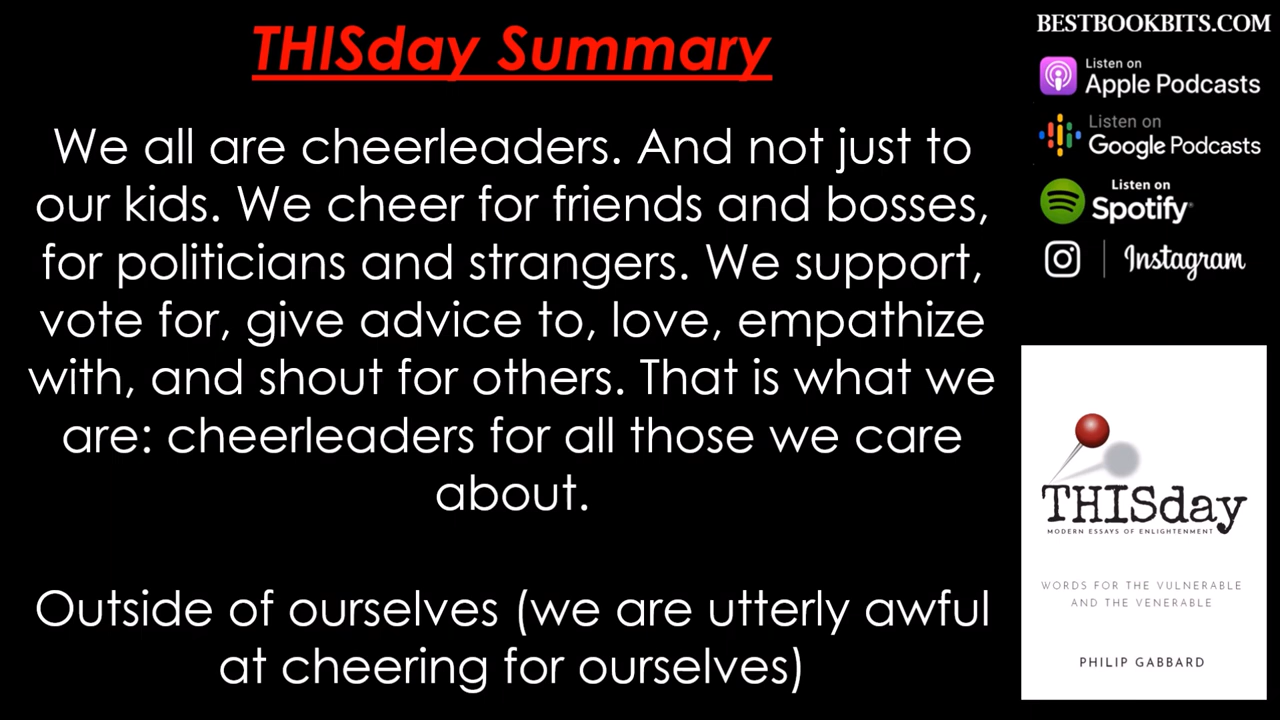 THISday Summary
We all are cheerleaders. And not just to
our kids. We cheer for friends and bosses,
for politicians and strangers. We support,
vote for, give advice to, love, empathize
with, and shout for others. That is what we
are: cheerleaders for all those we care
about.
Outside of ourselves (we are utterly awful
at cheering for ourselves)
BESTBOOKBITS.COM
Listen on
Apple Podcasts
Listen on
Google Podcasts
Listen on
Spotify
Instagram
THISday
MODERN ESSAYS OF ENLIGHTENMENT
WORDS FOR THE VULNERABLE
AND THE VENERABLE
PHILIP GABBARD